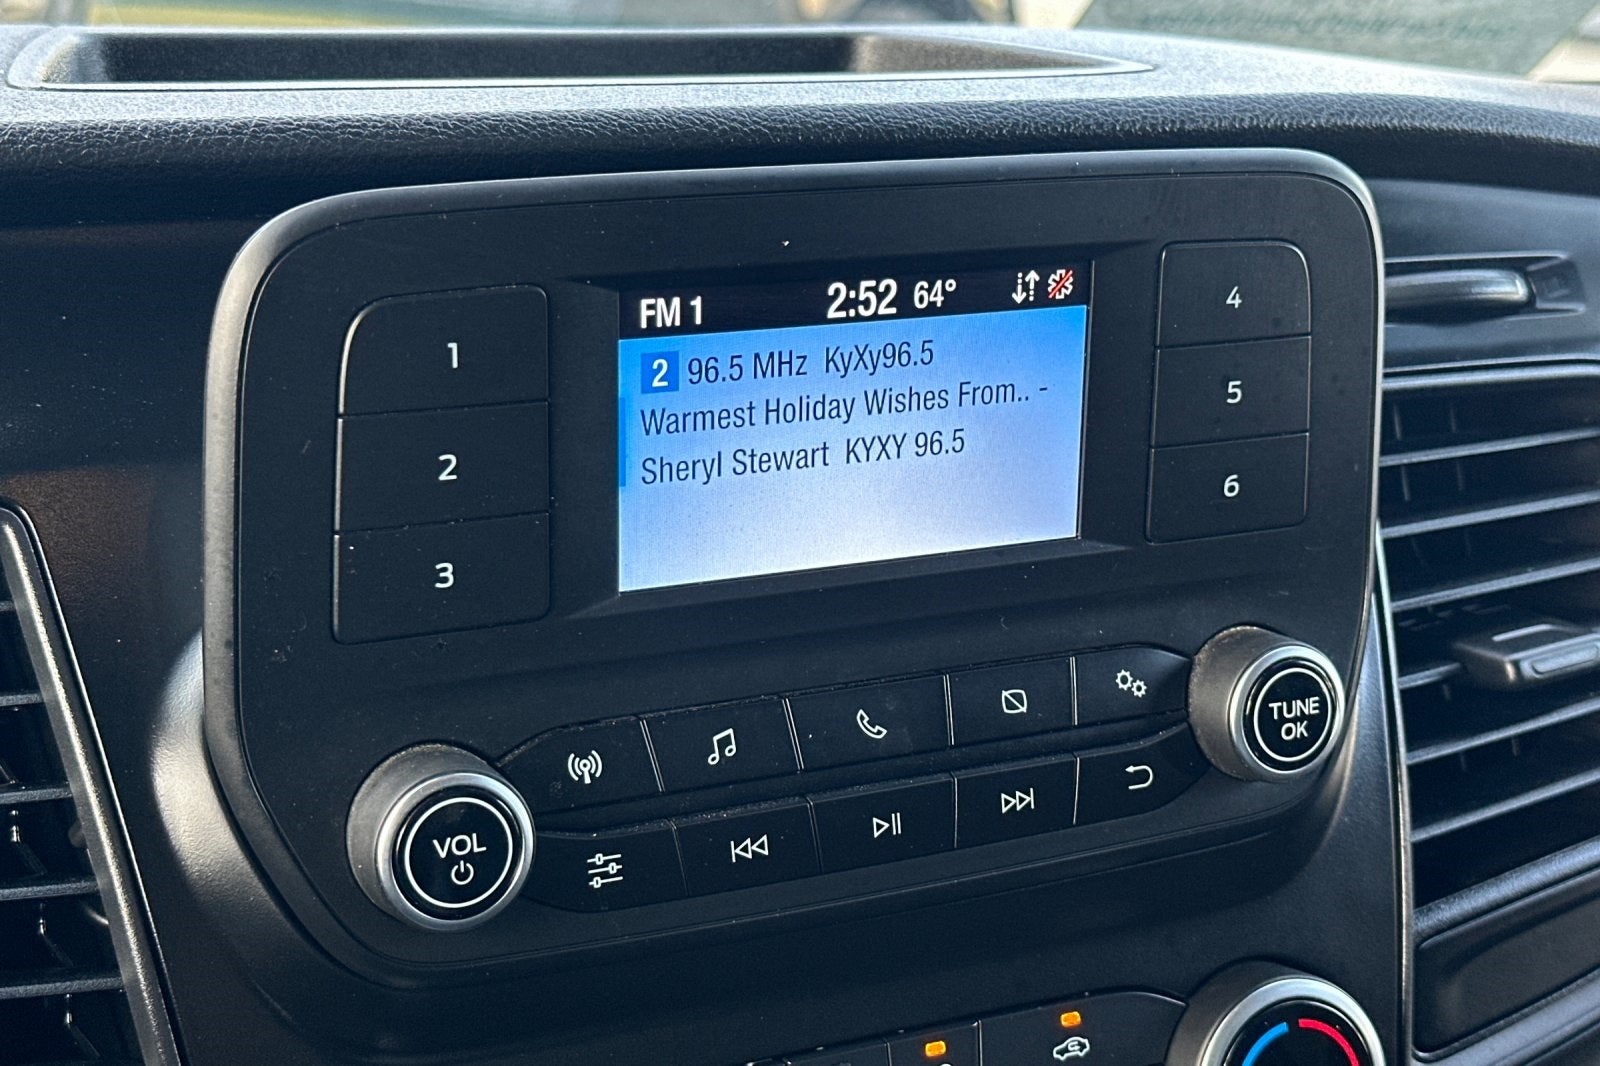 FM 1 2:52 64°
2 96.5 MHz KyXy96.5
Warmest Holiday Wishes From.. -
Sheryl Stewart KYXY 96.5
1
2
3
4
5
6
VOL
TUNE
OK